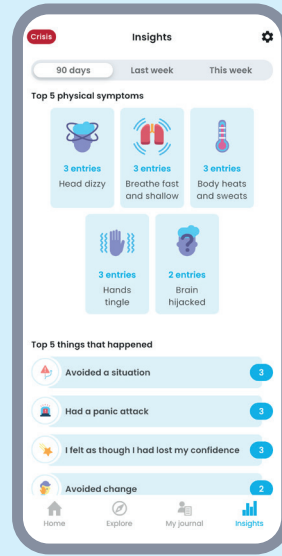 Crisis
Insights
90 days
Last week
This week
Top 5 physical symptoms
3 entries
Head dizzy
3 entries
Breathe fast
and shallow
3 entries
Body heats
and sweats
3 entries
Hands
tingle
2 entries
Brain
hijacked
Top 5 things that happened
Avoided a situation
3
Had a panic attack
3
I felt as though I had lost my confidence
3
Avoided change
2
Home
Explore
My journal
Insights